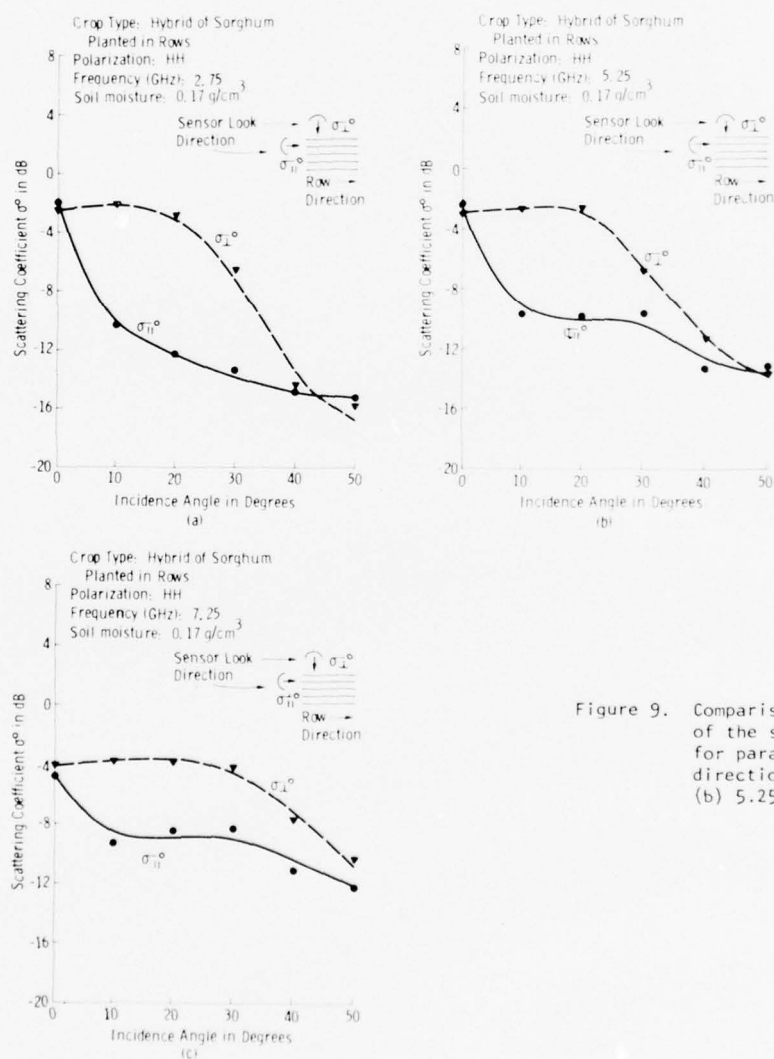 Crop Type: Hybrid of Sorghum
Planted in Rows
Polarization: HH
Frequency (GHz): 2.75
Soil moisture: 0.17 g/cm³
Sensor Look
Direction
σ⊥°
σ||°
Row
Direction
8
4
0
-4
-8
-12
-16
-20
Scattering Coefficient σ° in dB
σ⊥°
σ||°
0 10 20 30 40 50
Incidence Angle in Degrees
(a)
Crop Type: Hybrid of Sorghum
Planted in Rows
Polarization: HH
Frequency (GHz): 5.25
Soil moisture: 0.17 g/cm³
Sensor Look
Direction
σ⊥°
σ||°
Row
Direction
8
4
0
-4
-8
-12
-16
-20
Scattering Coefficient σ° in dB
σ⊥°
σ||°
0 10 20 30 40 50
Incidence Angle in Degrees
(b)
Crop Type: Hybrid of Sorghum
Planted in Rows
Polarization: HH
Frequency (GHz): 7.25
Soil moisture: 0.17 g/cm³
Sensor Look
Direction
σ⊥°
σ||°
Row
Direction
8
4
0
-4
-8
-12
-16
-20
Scattering Coefficient σ° in dB
σ⊥°
σ||°
0 10 20 30 40 50
Incidence Angle in Degrees
(c)
Figure 9. Comparis
of the s
for para
direction
(b) 5.25